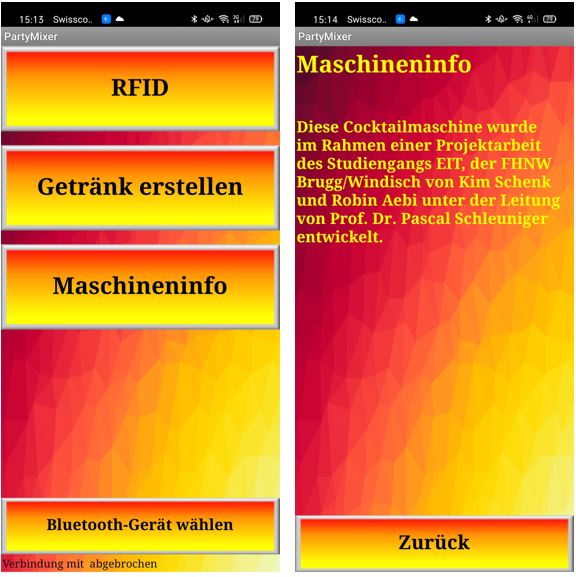 15:13 Swissco..
PartyMixer
RFID
Getränk erstellen
Maschineninfo
Bluetooth-Gerät wählen
Verbindung mit abgebrochen
15:14 Swissco..
PartyMixer
Maschineninfo
Diese Cocktailmaschine wurde
im Rahmen einer Projektarbeit
des Studiengangs EIT, der FHNW
Brugg/Windisch von Kim Schenk
und Robin Aebi unter der Leitung
von Prof. Dr. Pascal Schleuniger
entwickelt.
Zurück